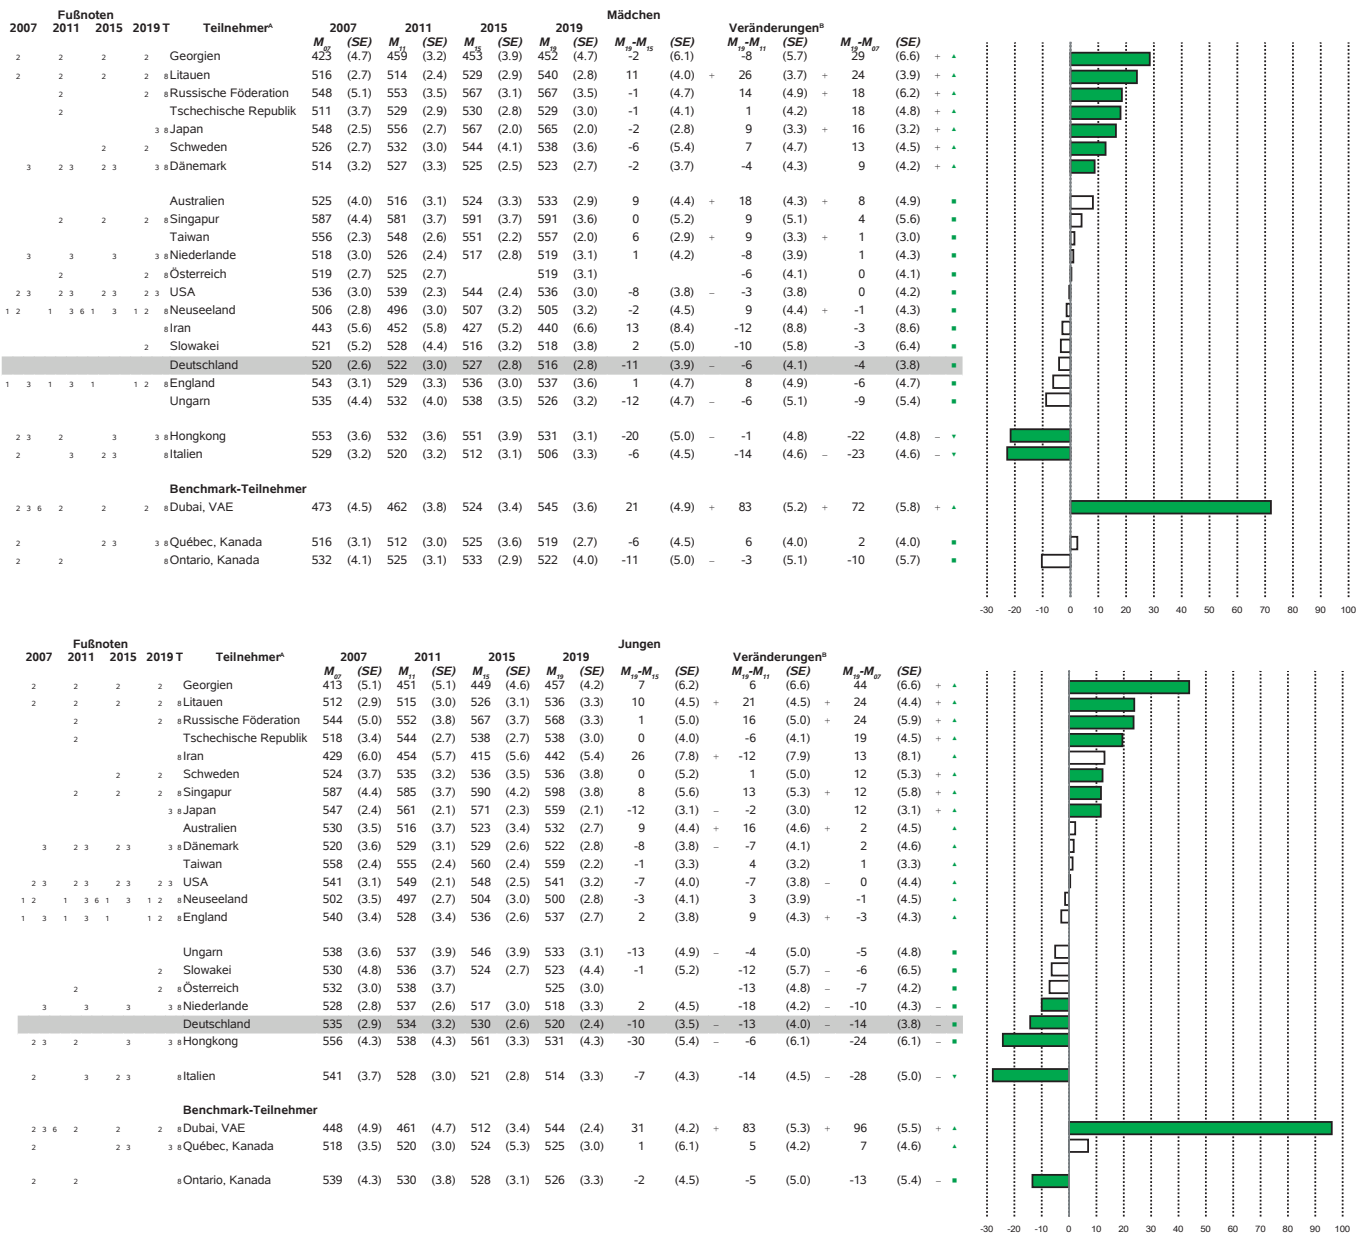 Fußnoten Mädchen
2007 2011 2015 2019 T Teilnehmerᴬ 2007 2011 2015 2019 Veränderungenᴮ
M₀₇ (SE) M₁₁ (SE) M₁₅ (SE) M₁₉ (SE) M₁₉-M₁₅ (SE) M₁₉-M₁₁ (SE) M₁₉-M₀₇ (SE)
2 2 2 2 Georgien 423 (4.7) 459 (3.2) 453 (3.9) 452 (4.7) -2 (6.1) -8 (5.7) 29 (6.6) + ▲
2 2 2 2 8 Litauen 516 (2.7) 514 (2.4) 529 (2.9) 540 (2.8) 11 (4.0) + 26 (3.7) + 24 (3.9) + ▲
2 2 8 Russische Föderation 548 (5.1) 553 (3.5) 567 (3.1) 567 (3.5) -1 (4.7) 14 (4.9) + 18 (6.2) + ▲
2 Tschechische Republik 511 (3.7) 529 (2.9) 530 (2.8) 529 (3.0) -1 (4.1) 1 (4.2) 18 (4.8) + ▲
3 8 Japan 548 (2.5) 556 (2.7) 567 (2.0) 565 (2.0) -2 (2.8) 9 (3.3) + 16 (3.2) + ▲
2 2 Schweden 526 (2.7) 532 (3.0) 544 (4.1) 538 (3.6) -6 (5.4) 7 (4.7) 13 (4.5) + ▲
3 2 3 2 3 3 8 Dänemark 514 (3.2) 527 (3.3) 525 (2.5) 523 (2.7) -2 (3.7) -4 (4.3) 9 (4.2) + ▲
Australien 525 (4.0) 516 (3.1) 524 (3.3) 533 (2.9) 9 (4.4) + 18 (4.3) + 8 (4.9) ■
2 2 2 8 Singapur 587 (4.4) 581 (3.7) 591 (3.7) 591 (3.6) 0 (5.2) 9 (5.1) 4 (5.6) ■
Taiwan 556 (2.3) 548 (2.6) 551 (2.2) 557 (2.0) 6 (2.9) + 9 (3.3) + 1 (3.0) ■
3 3 3 3 8 Niederlande 518 (3.0) 526 (2.4) 517 (2.8) 519 (3.1) 1 (4.2) -8 (3.9) 1 (4.3) ■
2 2 8 Österreich 519 (2.7) 525 (2.7) 519 (3.1) -6 (4.1) 0 (4.1) ■
2 3 2 3 2 3 2 3 USA 536 (3.0) 539 (2.3) 544 (2.4) 536 (3.0) -8 (3.8) – -3 (3.8) 0 (4.2) ■
1 2 1 3 6 1 3 1 2 8 Neuseeland 506 (2.8) 496 (3.0) 507 (3.2) 505 (3.2) -2 (4.5) 9 (4.4) + -1 (4.3) ■
8 Iran 443 (5.6) 452 (5.8) 427 (5.2) 440 (6.6) 13 (8.4) -12 (8.8) -3 (8.6) ■
2 Slowakei 521 (5.2) 528 (4.4) 516 (3.2) 518 (3.8) 2 (5.0) -10 (5.8) -3 (6.4) ■
Deutschland 520 (2.6) 522 (3.0) 527 (2.8) 516 (2.8) -11 (3.9) – -6 (4.1) -4 (3.8) ■
1 3 1 3 1 1 2 8 England 543 (3.1) 529 (3.3) 536 (3.0) 537 (3.6) 1 (4.7) 8 (4.9) -6 (4.7) ■
Ungarn 535 (4.4) 532 (4.0) 538 (3.5) 526 (3.2) -12 (4.7) – -6 (5.1) -9 (5.4) ■
2 3 2 3 3 8 Hongkong 553 (3.6) 532 (3.6) 551 (3.9) 531 (3.1) -20 (5.0) – -1 (4.8) -22 (4.8) – ▼
2 3 2 3 8 Italien 529 (3.2) 520 (3.2) 512 (3.1) 506 (3.3) -6 (4.5) -14 (4.6) – -23 (4.6) – ▼
Benchmark-Teilnehmer
2 3 6 2 2 2 8 Dubai, VAE 473 (4.5) 462 (3.8) 524 (3.4) 545 (3.6) 21 (4.9) + 83 (5.2) + 72 (5.8) + ▲
2 2 3 3 8 Québec, Kanada 516 (3.1) 512 (3.0) 525 (3.6) 519 (2.7) -6 (4.5) 6 (4.0) 2 (4.0) ■
2 2 8 Ontario, Kanada 532 (4.1) 525 (3.1) 533 (2.9) 522 (4.0) -11 (5.0) – -3 (5.1) -10 (5.7) ■
-30 -20 -10 0 10 20 30 40 50 60 70 80 90 100
Fußnoten Jungen
2007 2011 2015 2019 T Teilnehmerᴬ 2007 2011 2015 2019 Veränderungenᴮ
M₀₇ (SE) M₁₁ (SE) M₁₅ (SE) M₁₉ (SE) M₁₉-M₁₅ (SE) M₁₉-M₁₁ (SE) M₁₉-M₀₇ (SE)
2 2 2 2 Georgien 413 (5.1) 451 (5.1) 449 (4.6) 457 (4.2) 7 (6.2) 6 (6.6) 44 (6.6) + ▲
2 2 2 2 8 Litauen 512 (2.9) 515 (3.0) 526 (3.1) 536 (3.3) 10 (4.5) + 21 (4.5) + 24 (4.4) + ▲
2 2 8 Russische Föderation 544 (5.0) 552 (3.8) 567 (3.7) 568 (3.3) 1 (5.0) 16 (5.0) + 24 (5.9) + ▲
2 Tschechische Republik 518 (3.4) 544 (2.7) 538 (2.7) 538 (3.0) 0 (4.0) -6 (4.1) 19 (4.5) + ▲
8 Iran 429 (6.0) 454 (5.7) 415 (5.6) 442 (5.4) 26 (7.8) + -12 (7.9) 13 (8.1) ▲
2 2 Schweden 524 (3.7) 535 (3.2) 536 (3.5) 536 (3.8) 0 (5.2) 1 (5.0) 12 (5.3) + ▲
2 2 2 8 Singapur 587 (4.4) 585 (3.7) 590 (4.2) 598 (3.8) 8 (5.6) 13 (5.3) + 12 (5.8) + ▲
3 8 Japan 547 (2.4) 561 (2.1) 571 (2.3) 559 (2.1) -12 (3.1) – -2 (3.0) 12 (3.1) + ▲
Australien 530 (3.5) 516 (3.7) 523 (3.4) 532 (2.7) 9 (4.4) + 16 (4.6) + 2 (4.5) ▲
3 2 3 2 3 3 8 Dänemark 520 (3.6) 529 (3.1) 529 (2.6) 522 (2.8) -8 (3.8) – -7 (4.1) 2 (4.6) ▲
Taiwan 558 (2.4) 555 (2.4) 560 (2.4) 559 (2.2) -1 (3.3) 4 (3.2) 1 (3.3) ▲
2 3 2 3 2 3 2 3 USA 541 (3.1) 549 (2.1) 548 (2.5) 541 (3.2) -7 (4.0) -7 (3.8) – 0 (4.4) ▲
1 2 1 3 6 1 3 1 2 8 Neuseeland 502 (3.5) 497 (2.7) 504 (3.0) 500 (2.8) -3 (4.1) 3 (3.9) -1 (4.5) ▲
1 3 1 3 1 1 2 8 England 540 (3.4) 528 (3.4) 536 (2.6) 537 (2.7) 2 (3.8) 9 (4.3) + -3 (4.3) ▲
Ungarn 538 (3.6) 537 (3.9) 546 (3.9) 533 (3.1) -13 (4.9) – -4 (5.0) -5 (4.8) ■
2 Slowakei 530 (4.8) 536 (3.7) 524 (2.7) 523 (4.4) -1 (5.2) -12 (5.7) – -6 (6.5) ■
2 2 8 Österreich 532 (3.0) 538 (3.7) 525 (3.0) -13 (4.8) – -7 (4.2) ■
3 3 3 3 8 Niederlande 528 (2.8) 537 (2.6) 517 (3.0) 518 (3.3) 2 (4.5) -18 (4.2) – -10 (4.3) – ■
Deutschland 535 (2.9) 534 (3.2) 530 (2.6) 520 (2.4) -10 (3.5) – -13 (4.0) – -14 (3.8) – ■
2 3 2 3 3 8 Hongkong 556 (4.3) 538 (4.3) 561 (3.3) 531 (4.3) -30 (5.4) – -6 (6.1) -24 (6.1) – ■
2 3 2 3 8 Italien 541 (3.7) 528 (3.0) 521 (2.8) 514 (3.3) -7 (4.3) -14 (4.5) – -28 (5.0) – ▼
Benchmark-Teilnehmer
2 3 6 2 2 2 8 Dubai, VAE 448 (4.9) 461 (4.7) 512 (3.4) 544 (2.4) 31 (4.2) + 83 (5.3) + 96 (5.5) + ▲
2 2 3 3 8 Québec, Kanada 518 (3.5) 520 (3.0) 524 (5.3) 525 (3.0) 1 (6.1) 5 (4.2) 7 (4.6) ▲
2 2 8 Ontario, Kanada 539 (4.3) 530 (3.8) 528 (3.1) 526 (3.3) -2 (4.5) -5 (5.0) -13 (5.4) – ■
-30 -20 -10 0 10 20 30 40 50 60 70 80 90 100